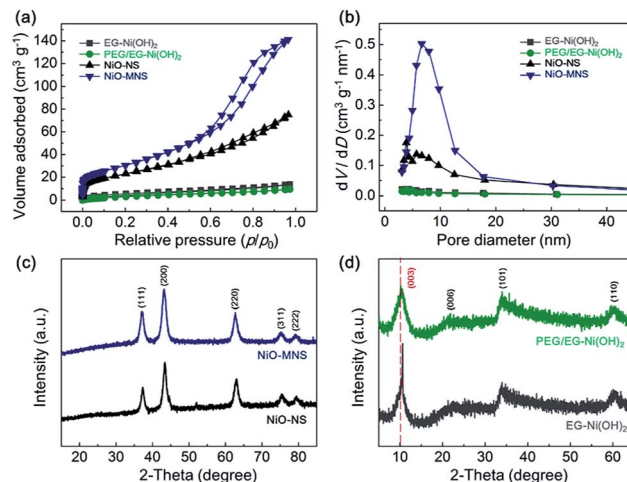 (a)
Volume adsorbed (cm³ g⁻¹)
140
120
100
80
60
40
20
0
EG-Ni(OH)₂
PEG/EG-Ni(OH)₂
NiO-NS
NiO-MNS
0.0 0.2 0.4 0.6 0.8 1.0
Relative pressure (p/p₀)
(b)
dV/dD (cm³ g⁻¹ nm⁻¹)
0.5
0.4
0.3
0.2
0.1
0.0
EG-Ni(OH)₂
PEG/EG-Ni(OH)₂
NiO-NS
NiO-MNS
0 10 20 30 40
Pore diameter (nm)
(c)
Intensity (a.u.)
(111)
(200)
(220)
(311)
(222)
NiO-MNS
NiO-NS
20 30 40 50 60 70 80
2-Theta (degree)
(d)
Intensity (a.u.)
(003)
(006)
(101)
(110)
PEG/EG-Ni(OH)₂
EG-Ni(OH)₂
10 20 30 40 50 60
2-Theta (degree)